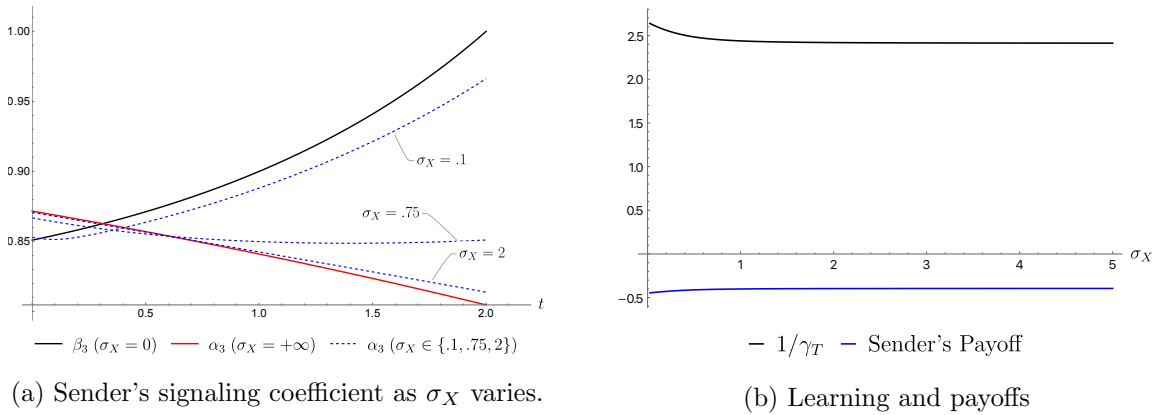 1.00
0.95
0.90
0.85
σ_X = .1
σ_X = .75
σ_X = 2
0.5 1.0 1.5 2.0 t
β₃ (σ_X = 0) α₃ (σ_X = +∞) α₃ (σ_X ∈ {.1, .75, 2})
(a) Sender's signaling coefficient as σ_X varies.
2.5
2.0
1.5
1.0
0.5
1 2 3 4 5 σ_X
-0.5
1/γ_T Sender's Payoff
(b) Learning and payoffs